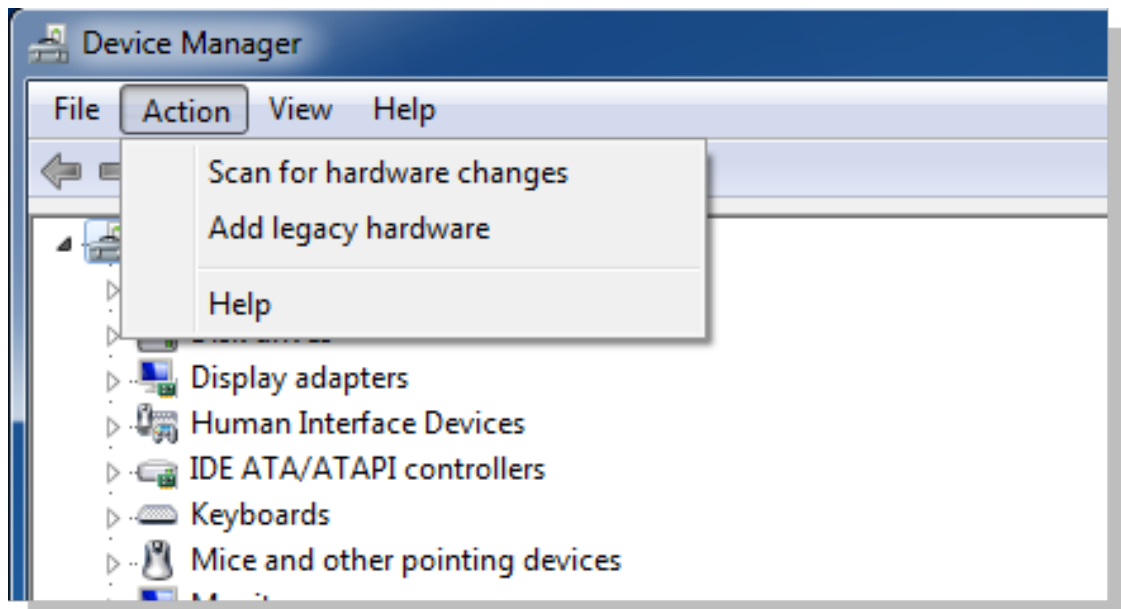 Device Manager
File Action View Help
Scan for hardware changes
Add legacy hardware
Help
Display adapters
Human Interface Devices
IDE ATA/ATAPI controllers
Keyboards
Mice and other pointing devices